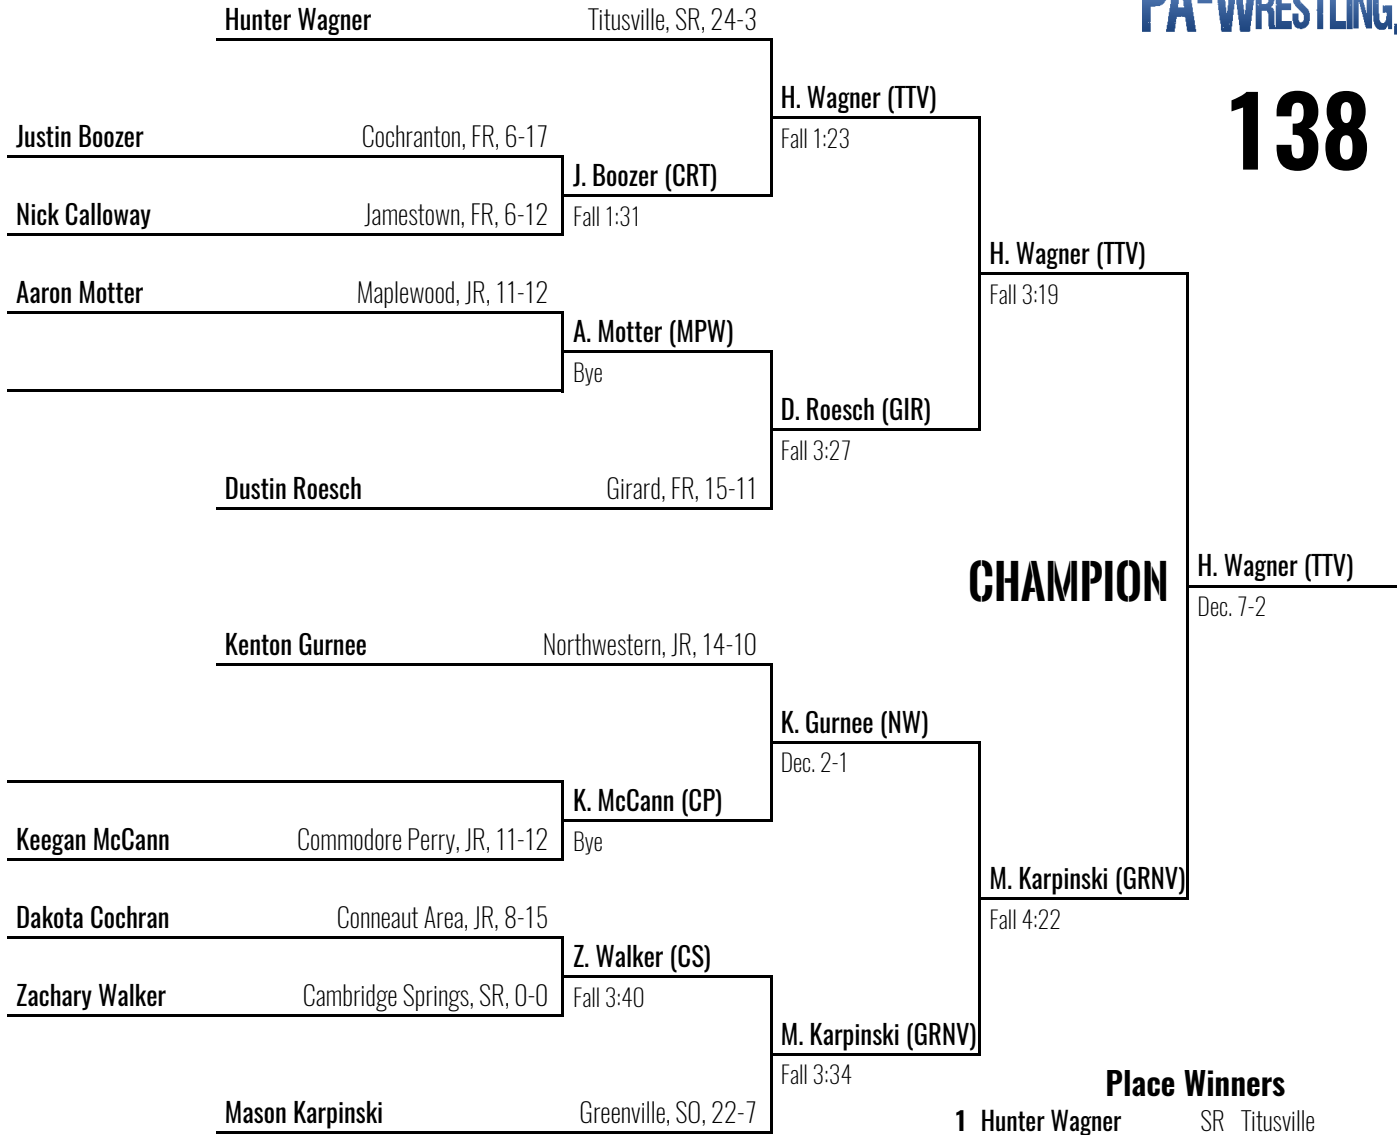 Hunter Wagner Titusville, SR, 24-3
PA-WRESTLING.
H. Wagner (TTV)
138
Justin Boozer Cochranton, FR, 6-17
Fall 1:23
J. Boozer (CRT)
Nick Calloway Jamestown, FR, 6-12
Fall 1:31
H. Wagner (TTV)
Aaron Motter Maplewood, JR, 11-12
Fall 3:19
A. Motter (MPW)
Bye
D. Roesch (GIR)
Fall 3:27
Dustin Roesch Girard, FR, 15-11
CHAMPION
H. Wagner (TTV)
Dec. 7-2
Kenton Gurnee Northwestern, JR, 14-10
K. Gurnee (NW)
Dec. 2-1
K. McCann (CP)
Keegan McCann Commodore Perry, JR, 11-12
Bye
M. Karpinski (GRNV)
Dakota Cochran Conneaut Area, JR, 8-15
Fall 4:22
Z. Walker (CS)
Zachary Walker Cambridge Springs, SR, 0-0
Fall 3:40
M. Karpinski (GRNV)
Fall 3:34
Place Winners
Mason Karpinski Greenville, SO, 22-7
1 Hunter Wagner SR Titusville